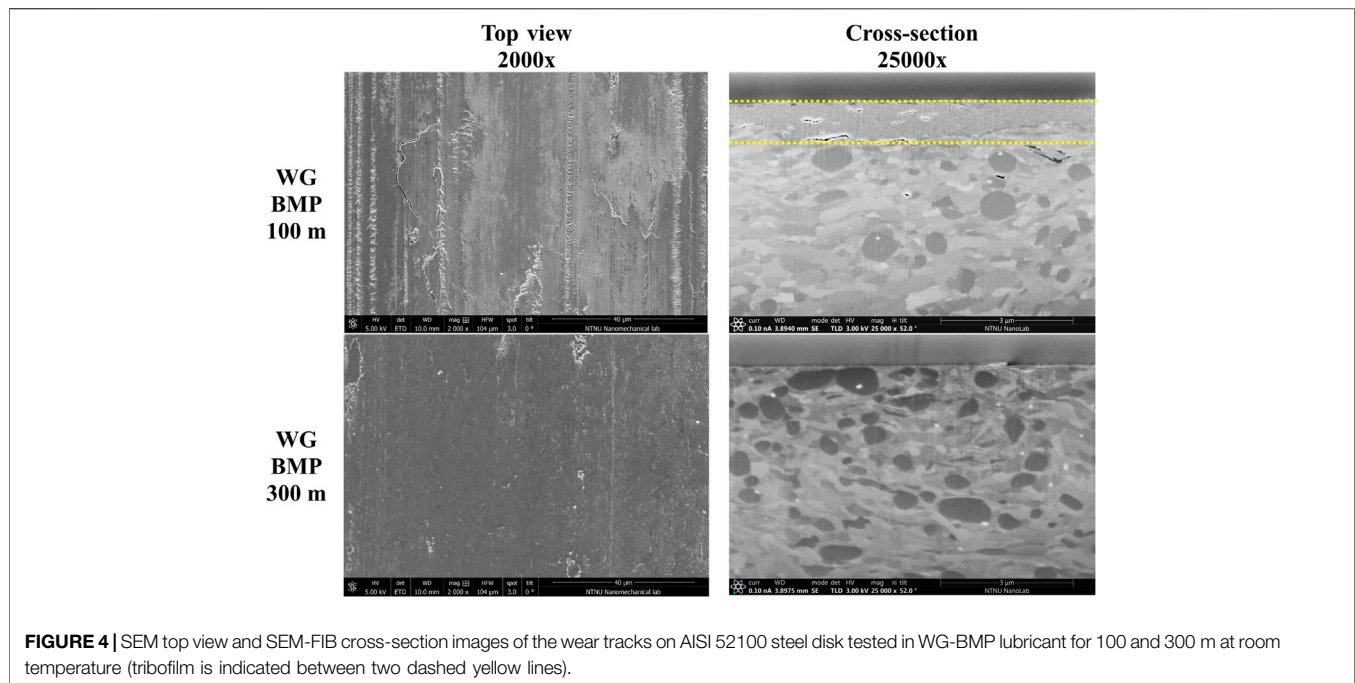 Top view
2000x
Cross-section
25000x
WG
BMP
100 m
HV det WD mag HFW spot tilt 40 µm
5.00 kV ETD 10.0 mm 2 000 x 104 µm 3.0 0 ° NTNU Nanomechanical lab
curr WD mode det HV mag tilt 3 µm
0.10 nA 3.8940 mm SE TLD 3.00 kV 25 000 x 52.0 ° NTNU NanoLab
WG
BMP
300 m
HV det WD mag HFW spot tilt 40 µm
5.00 kV ETD 10.0 mm 2 000 x 104 µm 3.0 0 ° NTNU Nanomechanical lab
curr WD mode det HV mag tilt 3 µm
0.10 nA 3.8975 mm SE TLD 3.00 kV 25 000 x 52.0 ° NTNU NanoLab
FIGURE 4 | SEM top view and SEM-FIB cross-section images of the wear tracks on AISI 52100 steel disk tested in WG-BMP lubricant for 100 and 300 m at room
temperature (tribofilm is indicated between two dashed yellow lines).